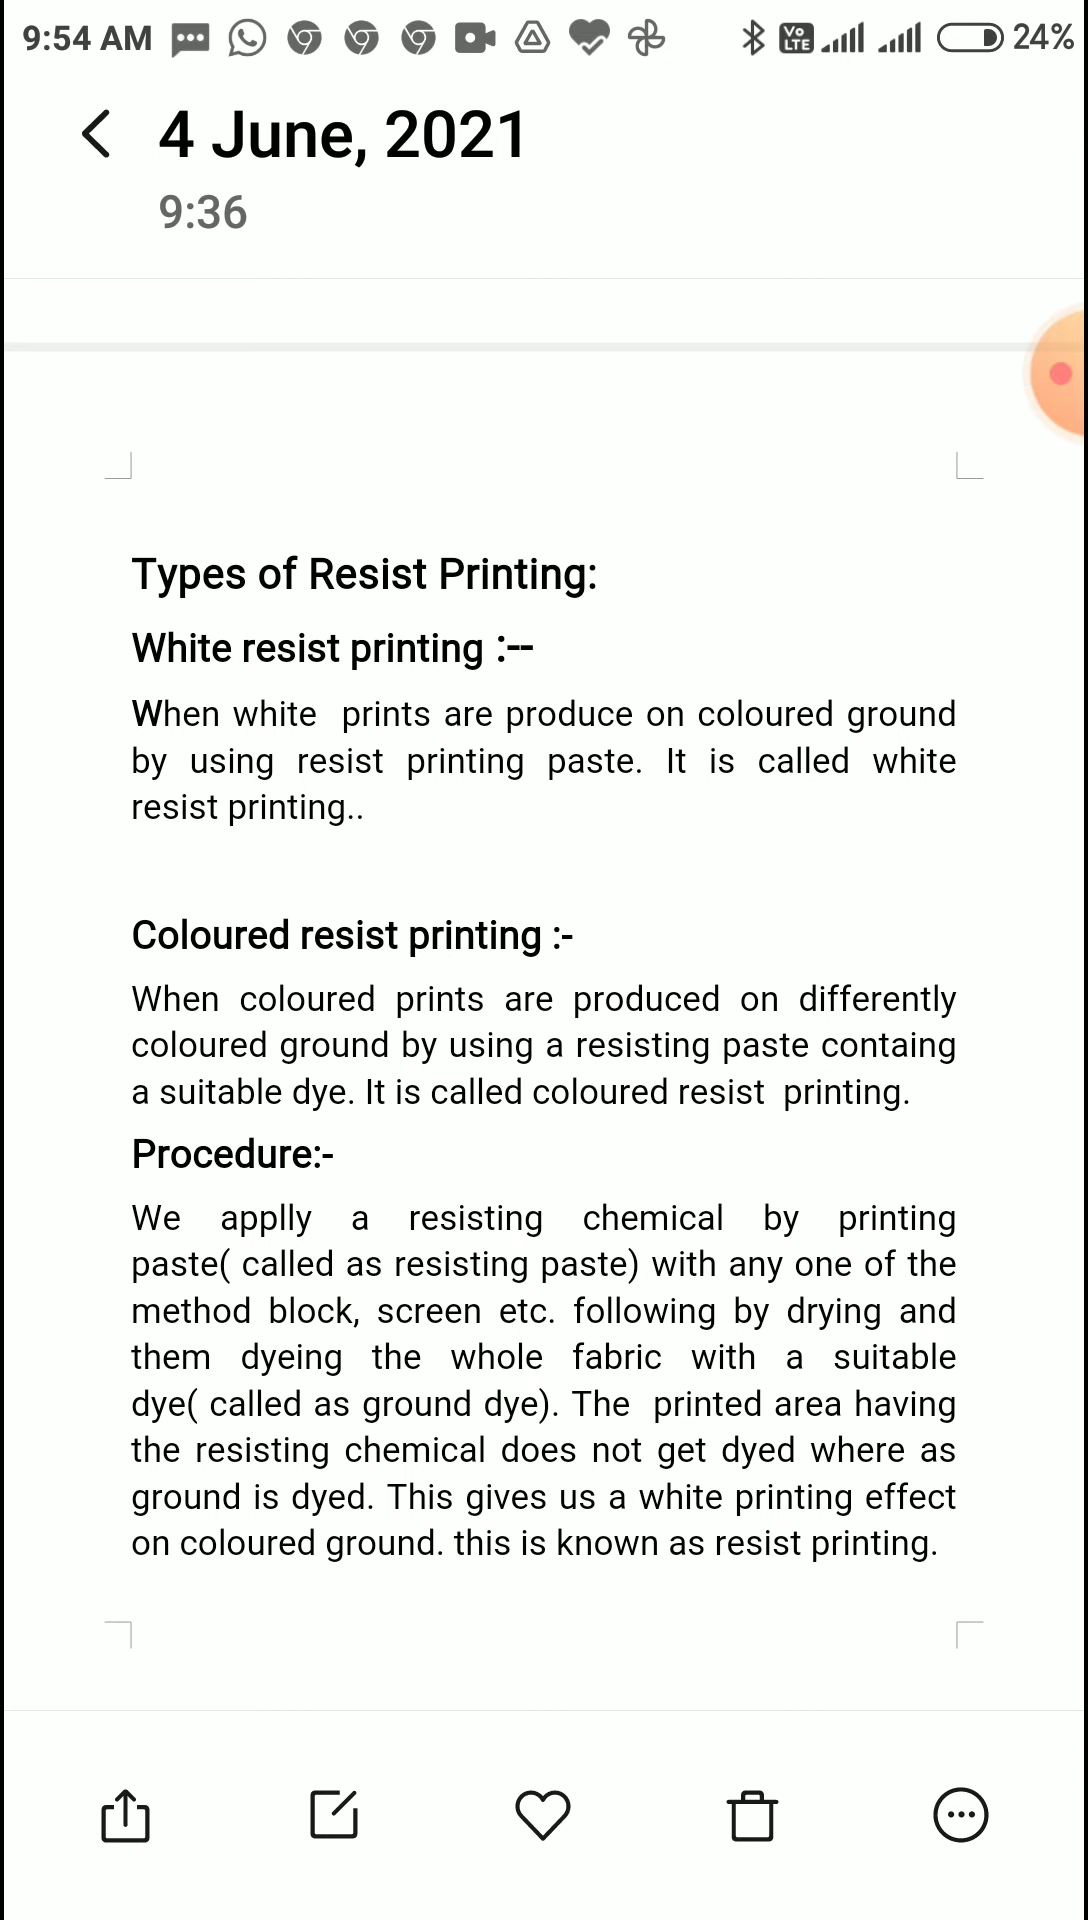 9:54 AM VoLTE 24%
4 June, 2021
9:36
Types of Resist Printing:
White resist printing :--
When white  prints are produce on coloured ground
by using resist printing paste. It is called white
resist printing..
Coloured resist printing :-
When coloured prints are produced on differently
coloured ground by using a resisting paste containg
a suitable dye. It is called coloured resist  printing.
Procedure:-
We applly a resisting chemical by printing
paste( called as resisting paste) with any one of the
method block, screen etc. following by drying and
them dyeing the whole fabric with a suitable
dye( called as ground dye). The  printed area having
the resisting chemical does not get dyed where as
ground is dyed. This gives us a white printing effect
on coloured ground. this is known as resist printing.